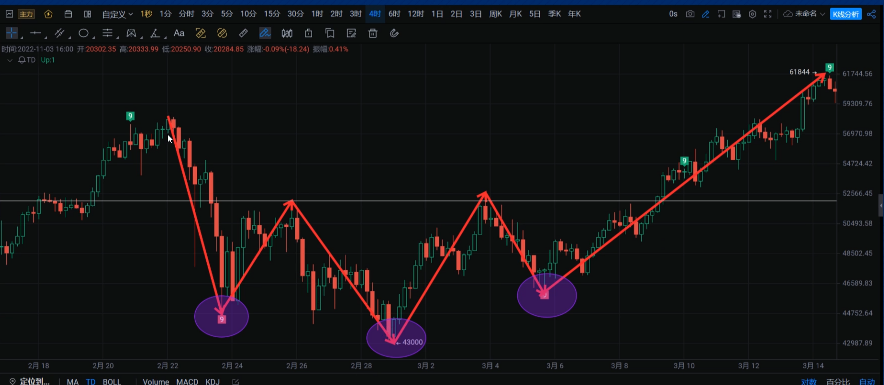 主力 自定义 1秒 1分 3分 5分 10分 15分 30分 1时 2时 3时 4时 6时 12时 1日 2日 3日 周K 月K 5日 季K 年K 0s 未命名 K线分析
Aa
时间:2022-11-03 16:00 开:20302.35 高:20333.99 低:20250.90 收:20284.85 涨幅:-0.09%(-18.24) 振幅:0.41%
TD Up:1
9
61844
61744.56
9
59309.76
56970.98
9
54724.42
52866.45
50493.58
48502.45
46589.83
9
44752.64
43000
42987.89
2月 18 2月 20 2月 22 2月 24 2月 26 2月 28 3月 2 3月 4 3月 6 3月 8 3月 10 3月 12 3月 14
定位到... MA TD BOLL Volume MACD KDJ 对数 百分比 自动